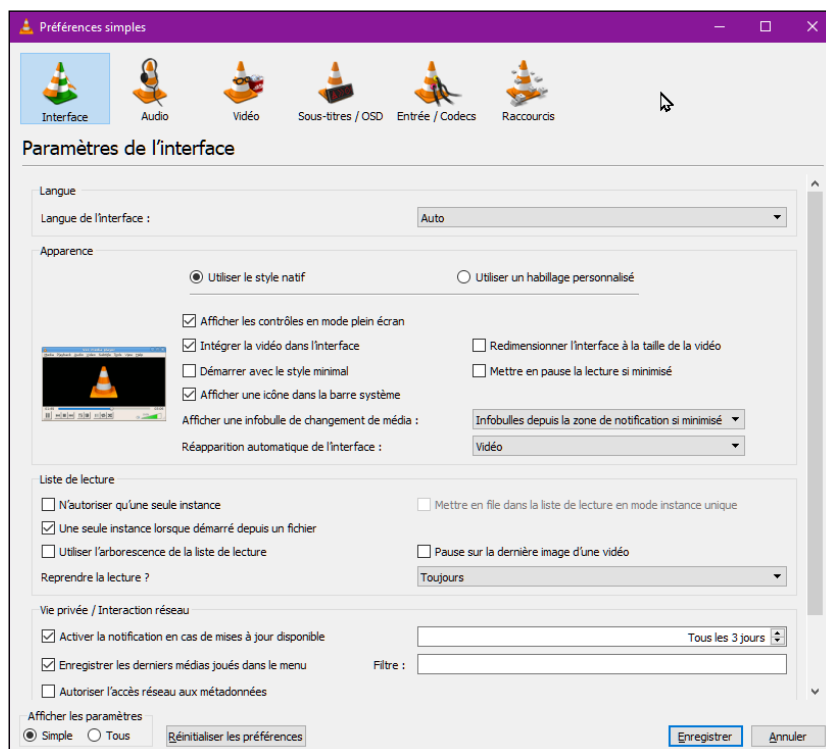 Préférences simples
Interface
Audio
Vidéo
Sous-titres / OSD
Entrée / Codecs
Raccourcis
Paramètres de l'interface
Langue
Langue de l'interface :
Auto
Apparence
Utiliser le style natif
Utiliser un habillage personnalisé
Afficher les contrôles en mode plein écran
Intégrer la vidéo dans l'interface
Redimensionner l'interface à la taille de la vidéo
Démarrer avec le style minimal
Mettre en pause la lecture si minimisé
Afficher une icône dans la barre système
Afficher une infobulle de changement de média :
Infobulles depuis la zone de notification si minimisé
Réapparition automatique de l'interface :
Vidéo
Liste de lecture
N'autoriser qu'une seule instance
Mettre en file dans la liste de lecture en mode instance unique
Une seule instance lorsque démarré depuis un fichier
Utiliser l'arborescence de la liste de lecture
Pause sur la dernière image d'une vidéo
Reprendre la lecture ?
Toujours
Vie privée / Interaction réseau
Activer la notification en cas de mises à jour disponible
Tous les 3 jours
Enregistrer les derniers médias joués dans le menu
Filtre :
Autoriser l'accès réseau aux métadonnées
Afficher les paramètres
Simple
Tous
Réinitialiser les préférences
Enregistrer
Annuler